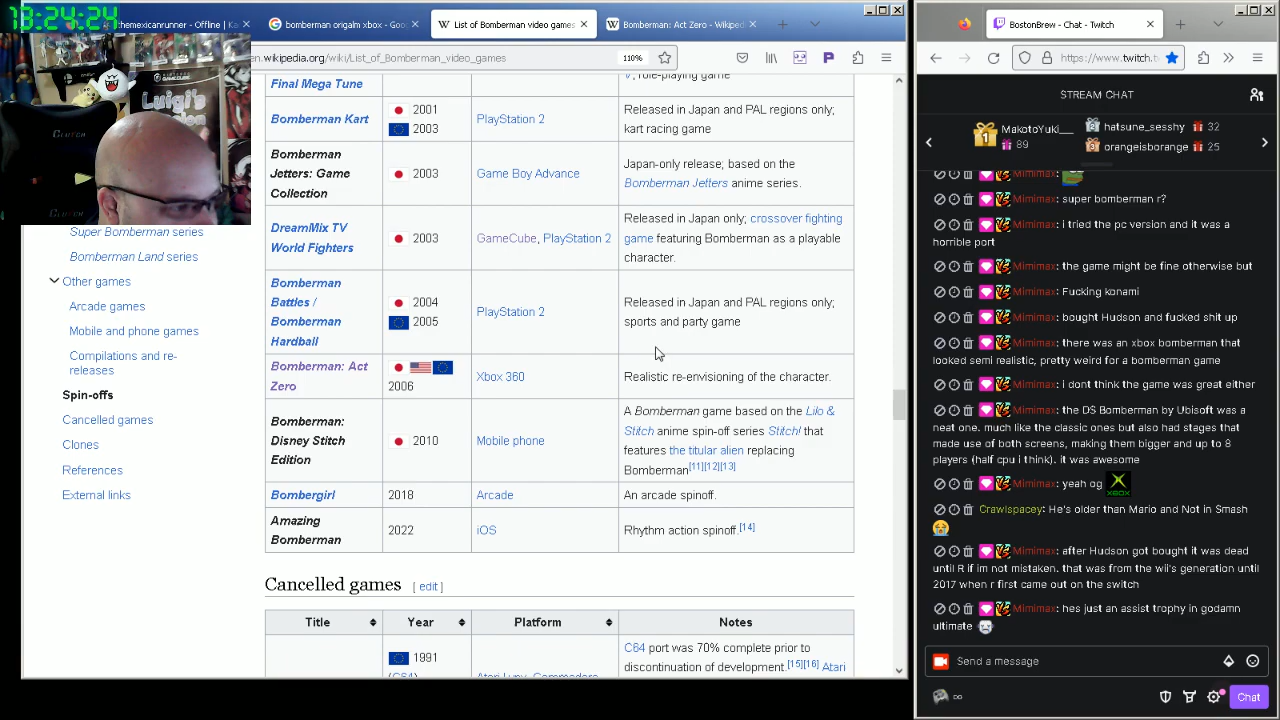 13:24:24
themexicanrunner - Offline | Ka
bomberman origalm xbox - Goo
List of Bomberman video games
Bomberman: Act Zero - Wikipe
en.wikipedia.org/wiki/List_of_Bomberman_video_games
110%
Super Bomberman series
Bomberman Land series
Other games
Arcade games
Mobile and phone games
Compilations and re-
releases
Spin-offs
Cancelled games
Clones
References
External links
Final Mega Tune
V; role-playing game
Bomberman Kart
2001
2003
PlayStation 2
Released in Japan and PAL regions only;
kart racing game
Bomberman
Jetters: Game
Collection
2003
Game Boy Advance
Japan-only release; based on the
Bomberman Jetters anime series.
DreamMix TV
World Fighters
2003
GameCube, PlayStation 2
Released in Japan only; crossover fighting
game featuring Bomberman as a playable
character.
Bomberman
Battles /
Bomberman
Hardball
2004
2005
PlayStation 2
Released in Japan and PAL regions only;
sports and party game
Bomberman: Act
Zero
2006
Xbox 360
Realistic re-envisioning of the character.
Bomberman:
Disney Stitch
Edition
2010
Mobile phone
A Bomberman game based on the Lilo &
Stitch anime spin-off series Stitch! that
features the titular alien replacing
Bomberman[11][12][13]
Bombergirl
Arcade
An arcade spinoff.
Amazing
Bomberman
2022
iOS
Rhythm action spinoff.[14]
Cancelled games [ edit ]
Title
Year
Platform
Notes
1991
(C64)
Atari Lynx, Commodore
C64 port was 70% complete prior to
discontinuation of development.[15][16] Atari
BostonBrew - Chat - Twitch
https://www.twitch.t
STREAM CHAT
1
MakotoYuki___
89
hatsune_sesshy 32
orangeisborange 25
Mimimax:
Mimimax: super bomberman r?
Mimimax: i tried the pc version and it was a
horrible port
Mimimax: the game might be fine otherwise but
Mimimax: Fucking konami
Mimimax: bought Hudson and fucked shit up
Mimimax: there was an xbox bomberman that
looked semi realistic, pretty weird for a bomberman game
Mimimax: i dont think the game was great either
Mimimax: the DS Bomberman by Ubisoft was a
neat one. much like the classic ones but also had stages that
made use of both screens, making them bigger and up to 8
players (half cpu i think). it was awesome
Mimimax: yeah og XBOX
Crawlspacey: He's older than Mario and Not in Smash
Mimimax: after Hudson got bought it was dead
until R if im not mistaken. that was from the wii's generation until
2017 when r first came out on the switch
Mimimax: hes just an assist trophy in godamn
ultimate
Send a message
∞
Chat
CLUTCH
Luigi's